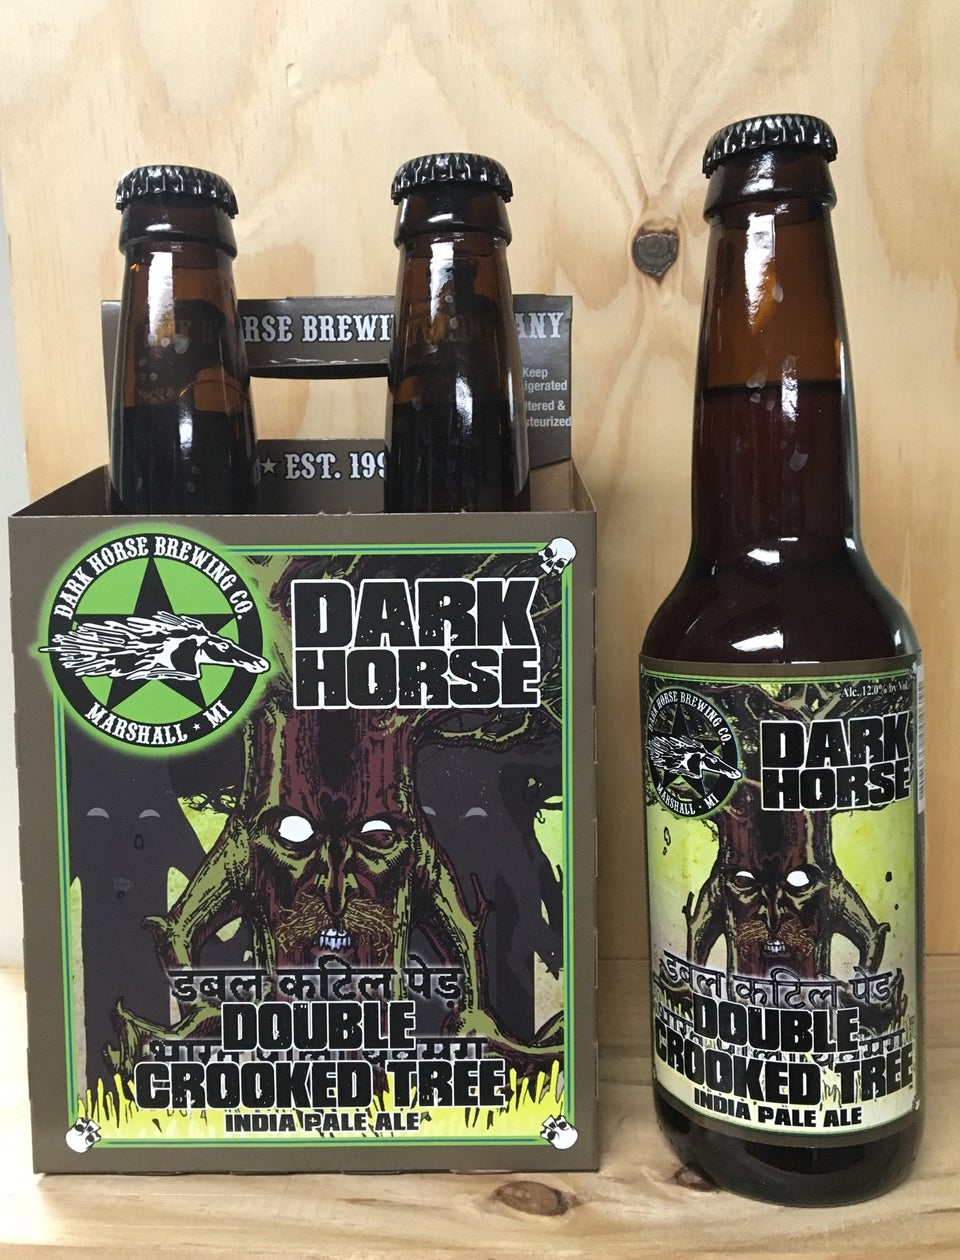 RSE BREWI
ANY
Keep
igerated
ltered &
steurized
EST. 199
DARK HORSE BREWING CO.
MARSHALL ★ MI
DARK
HORSE
डबल कटिल पेड़
DOUBLE
CROOKED TREE
INDIA PALE ALE
Alc. 12.0% by Vol.
DARK HORSE BREWING CO
MARSHALL MI
DARK
HORSE
डबल कटिल पेड़
DOUBLE
CROOKED TREE
INDIA PALE ALE